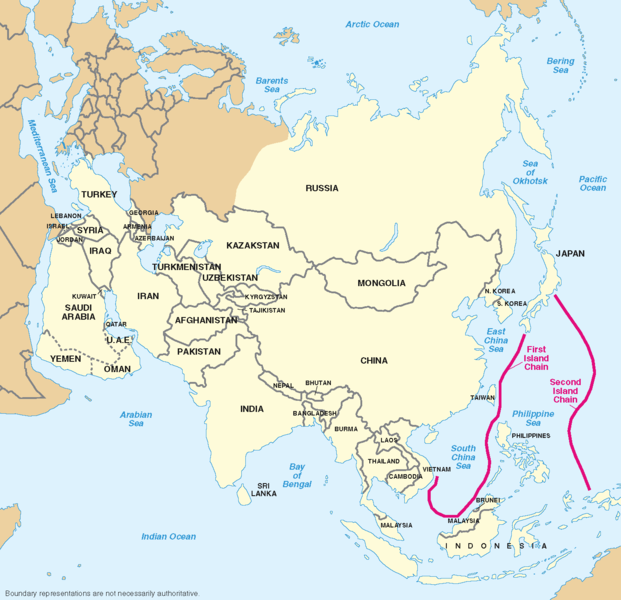 Arctic Ocean
Bering
Sea
Barents
Sea
Mediterranean Sea
Sea
of
Okhotsk
Pacific
Ocean
RUSSIA
TURKEY
GEORGIA
LEBANON
ISRAEL
ARMENIA
SYRIA
AZERBAIJAN
JORDAN
IRAQ
KAZAKSTAN
JAPAN
TURKMENISTAN
UZBEKISTAN
MONGOLIA
N. KOREA
S. KOREA
KUWAIT
IRAN
KYRGYZSTAN
TAJIKISTAN
SAUDI
ARABIA
QATAR
AFGHANISTAN
U.A.E.
PAKISTAN
East
China
Sea
First
Island
Chain
YEMEN
OMAN
CHINA
NEPAL
BHUTAN
Second
Island
Chain
TAIWAN
INDIA
BANGLADESH
BURMA
Arabian
Sea
Philippine
Sea
PHILIPPINES
LAOS
THAILAND
VIETNAM
CAMBODIA
South
China
Sea
Bay
of
Bengal
SRI
LANKA
BRUNEI
MALAYSIA
MALAYSIA
INDONESIA
Indian Ocean
Boundary representations are not necessarily authoritative.